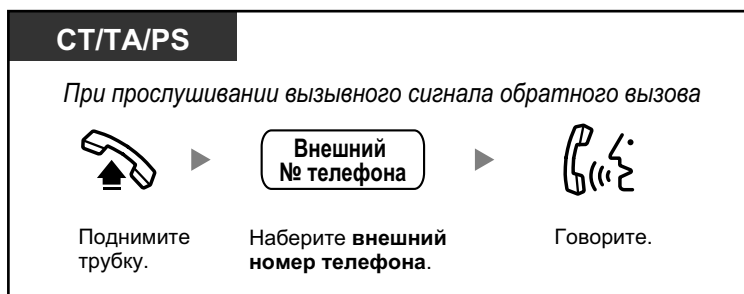 CT/TA/PS
При прослушивании вызывного сигнала обратного вызова
Внешний
№ телефона
Поднимите
трубку.
Наберите внешний
номер телефона.
Говорите.